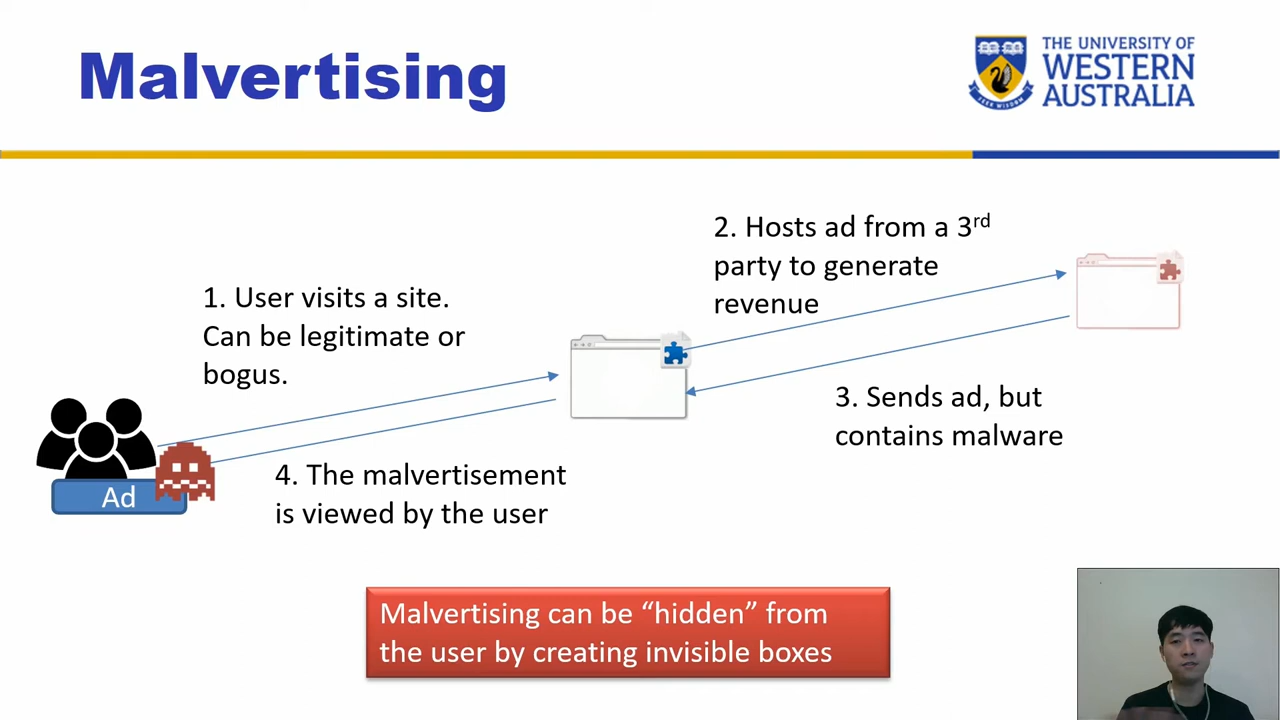 Malvertising
THE UNIVERSITY OF
WESTERN
AUSTRALIA
SEEK WISDOM
2. Hosts ad from a 3rd
party to generate
revenue
1. User visits a site.
Can be legitimate or
bogus.
3. Sends ad, but
contains malware
4. The malvertisement
is viewed by the user
Ad
Malvertising can be “hidden” from
the user by creating invisible boxes